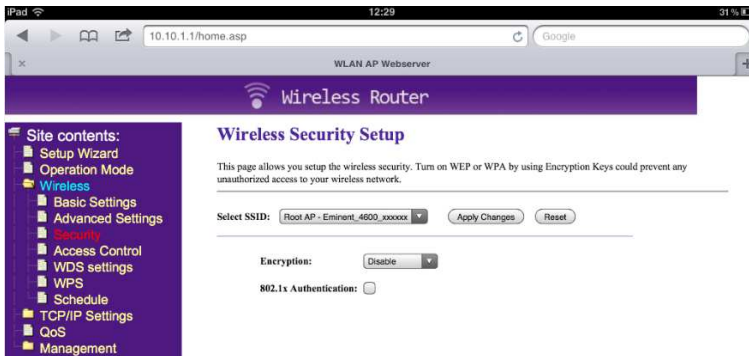 iPad 12:29 31 %
10.10.1.1/home.asp Google
WLAN AP Webserver
Wireless Router
Site contents:
Setup Wizard
Operation Mode
Wireless
Basic Settings
Advanced Settings
Security
Access Control
WDS settings
WPS
Schedule
TCP/IP Settings
QoS
Management
Wireless Security Setup
This page allows you setup the wireless security. Turn on WEP or WPA by using Encryption Keys could prevent any
unauthorized access to your wireless network.
Select SSID: Root AP - Eminent_4600_xxxxxx Apply Changes Reset
Encryption: Disable
802.1x Authentication: